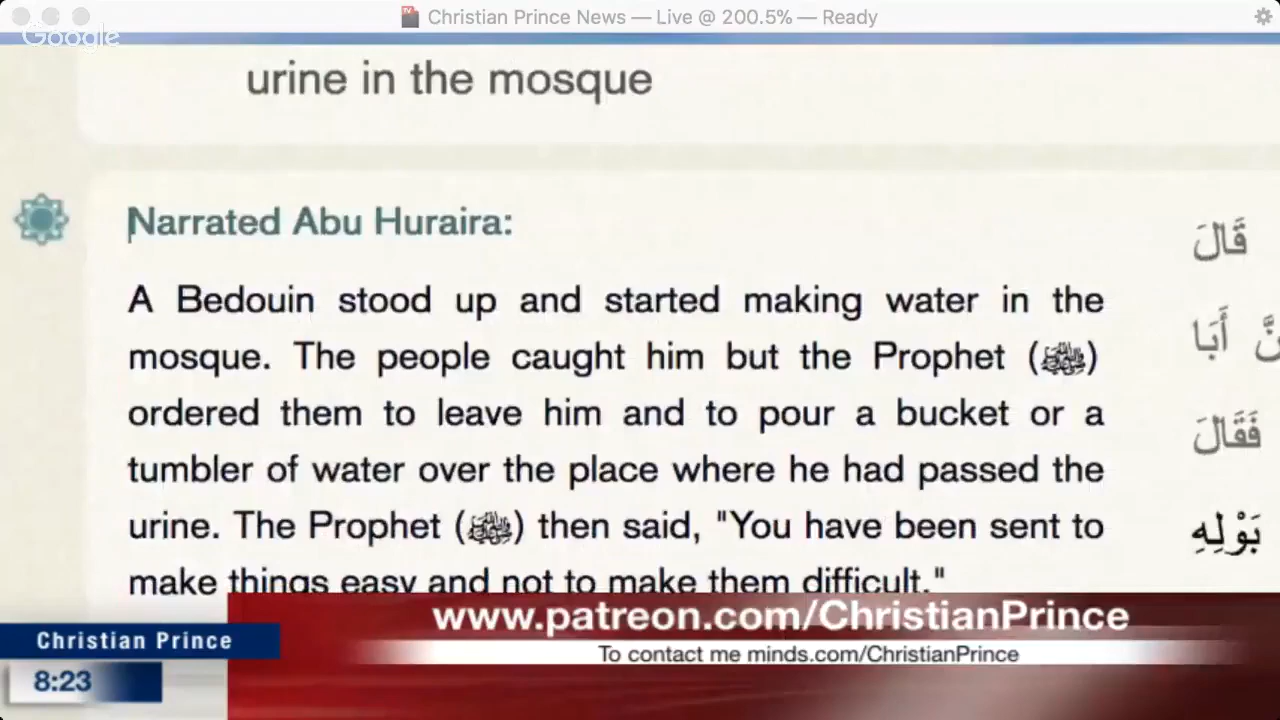 Christian Prince News — Live @ 200.5% — Ready
Google
urine in the mosque
Narrated Abu Huraira:
قَالَ
A Bedouin stood up and started making water in the
mosque. The people caught him but the Prophet (ﷺ)
أَبَا
ordered them to leave him and to pour a bucket or a
فَقَالَ
tumbler of water over the place where he had passed the
urine. The Prophet (ﷺ) then said, "You have been sent to
بَوْلِهِ
make things easy and not to make them difficult."
www.patreon.com/ChristianPrince
Christian Prince
To contact me minds.com/ChristianPrince
8:23